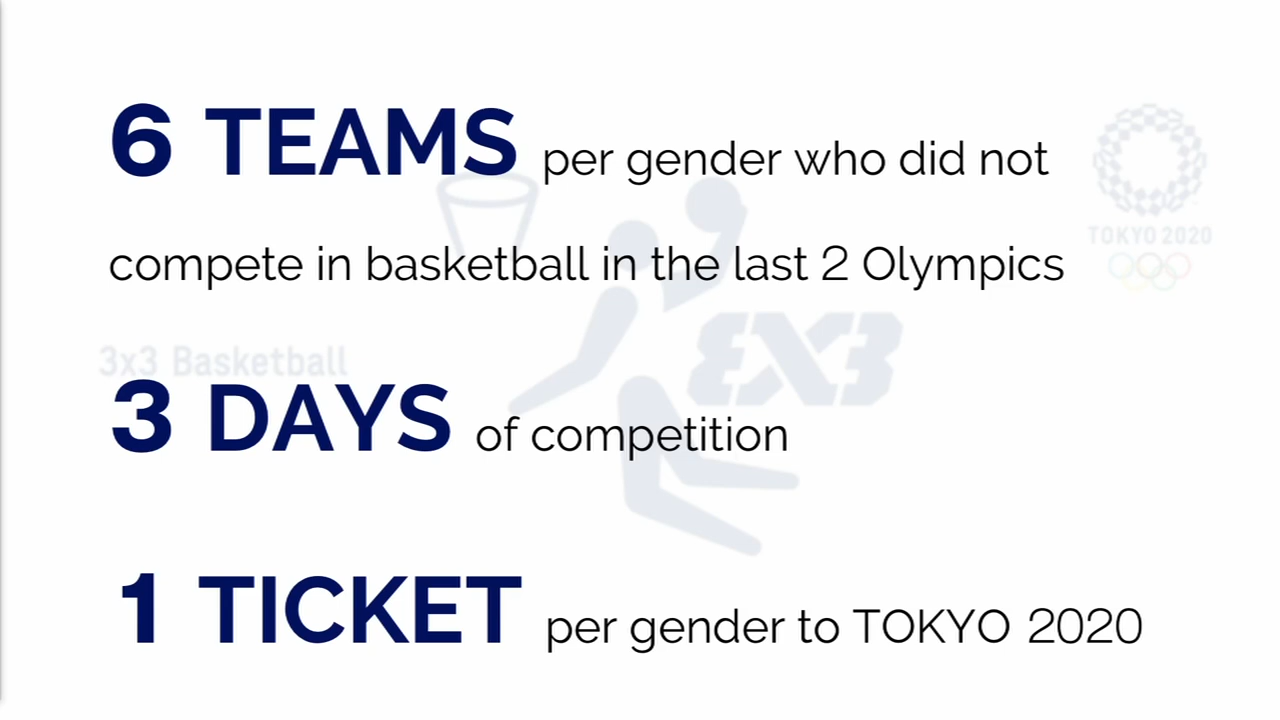 6 TEAMS per gender who did not
TOKYO 2020
compete in basketball in the last 2 Olympics
3x3 Basketball
3X3
3 DAYS of competition
1 TICKET per gender to TOKYO 2020